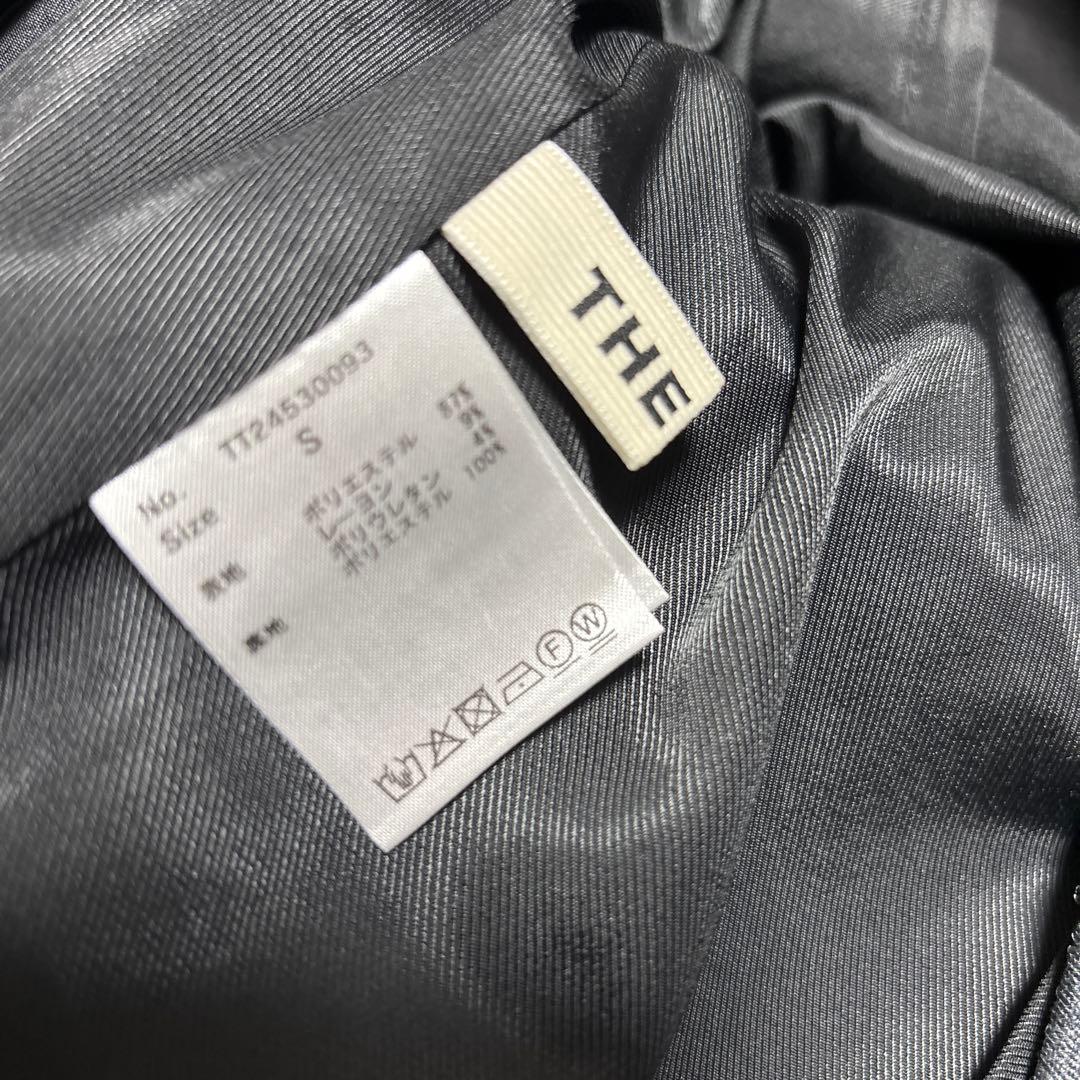 THE
No. TT24530093
Size S
表地 ポリエステル 87%
レーヨン 9%
ポリウレタン 4%
裏地 ポリエステル 100%
F W